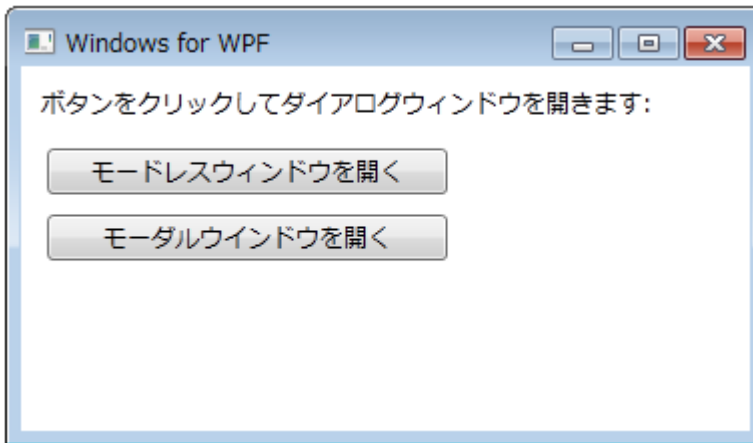 Windows for WPF
ボタンをクリックしてダイアログウィンドウを開きます:
モードレスウィンドウを開く
モーダルウインドウを開く